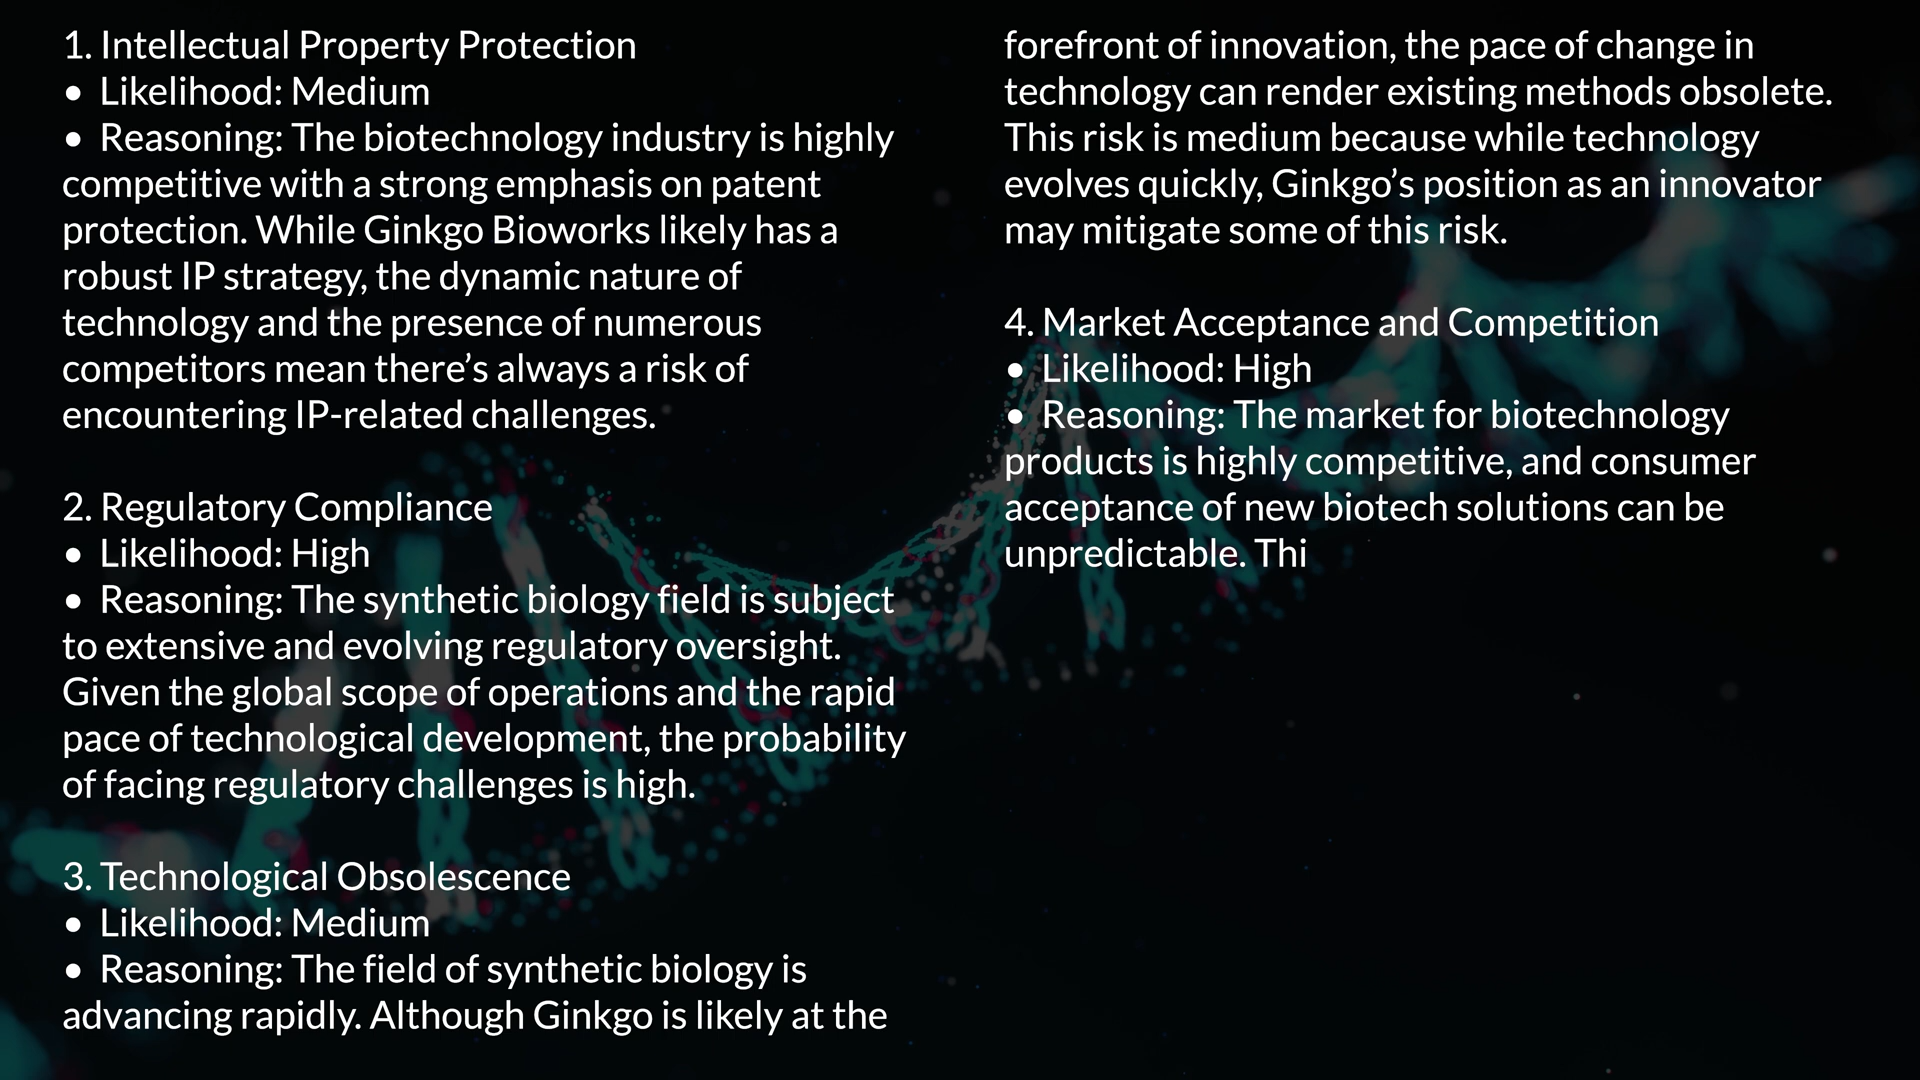 1. Intellectual Property Protection
• Likelihood: Medium
• Reasoning: The biotechnology industry is highly
competitive with a strong emphasis on patent
protection. While Ginkgo Bioworks likely has a
robust IP strategy, the dynamic nature of
technology and the presence of numerous
competitors mean there’s always a risk of
encountering IP-related challenges.
2. Regulatory Compliance
• Likelihood: High
• Reasoning: The synthetic biology field is subject
to extensive and evolving regulatory oversight.
Given the global scope of operations and the rapid
pace of technological development, the probability
of facing regulatory challenges is high.
3. Technological Obsolescence
• Likelihood: Medium
• Reasoning: The field of synthetic biology is
advancing rapidly. Although Ginkgo is likely at the
forefront of innovation, the pace of change in
technology can render existing methods obsolete.
This risk is medium because while technology
evolves quickly, Ginkgo’s position as an innovator
may mitigate some of this risk.
4. Market Acceptance and Competition
• Likelihood: High
• Reasoning: The market for biotechnology
products is highly competitive, and consumer
acceptance of new biotech solutions can be
unpredictable. Thi